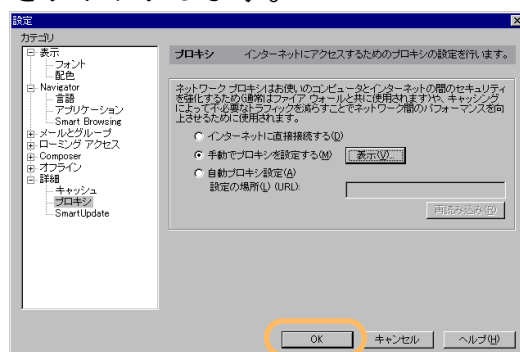 設定
カテゴリ
表示
フォント
配色
Navigator
言語
アプリケーション
Smart Browsing
メールとグループ
ローミング アクセス
Composer
オフライン
詳細
キャッシュ
プロキシ
SmartUpdate
プロキシ インターネットにアクセスするためのプロキシの設定を行います。
ネットワーク プロキシはお使いのコンピュータとインターネットの間のセキュリティ
を強化するため(通常はファイア ウォールと共に使用されます)や、キャッシング
によって不必要なトラフィックを減らすことでネットワーク間のパフォーマンスを向
上させるために使用されます。
インターネットに直接接続する(D)
手動でプロキシを設定する(M) 表示(V)...
自動プロキシ設定(A)
設定の場所(L) (URL):
再読み込み(R)
OK キャンセル ヘルプ(H)